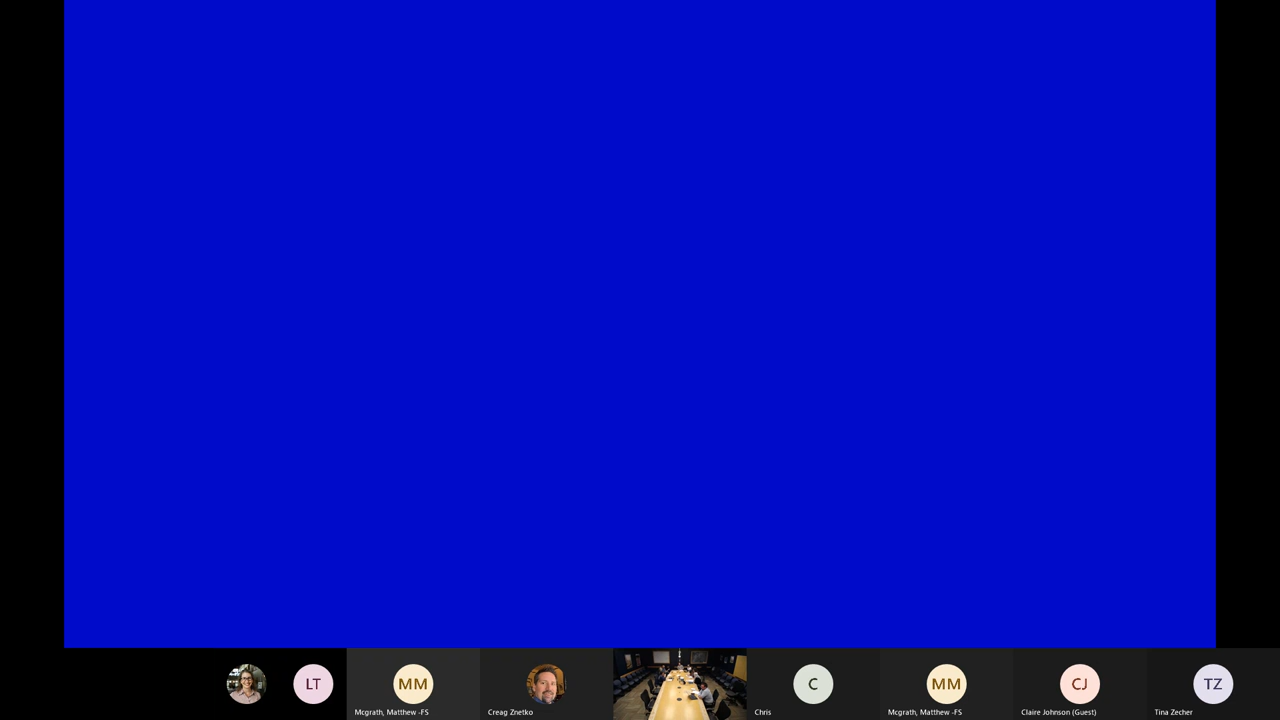 LT
MM
C
MM
CJ
TZ
Mcgrath, Matthew -FS
Creag Znetko
Chris
Mcgrath, Matthew -FS
Claire Johnson (Guest)
Tina Zecher